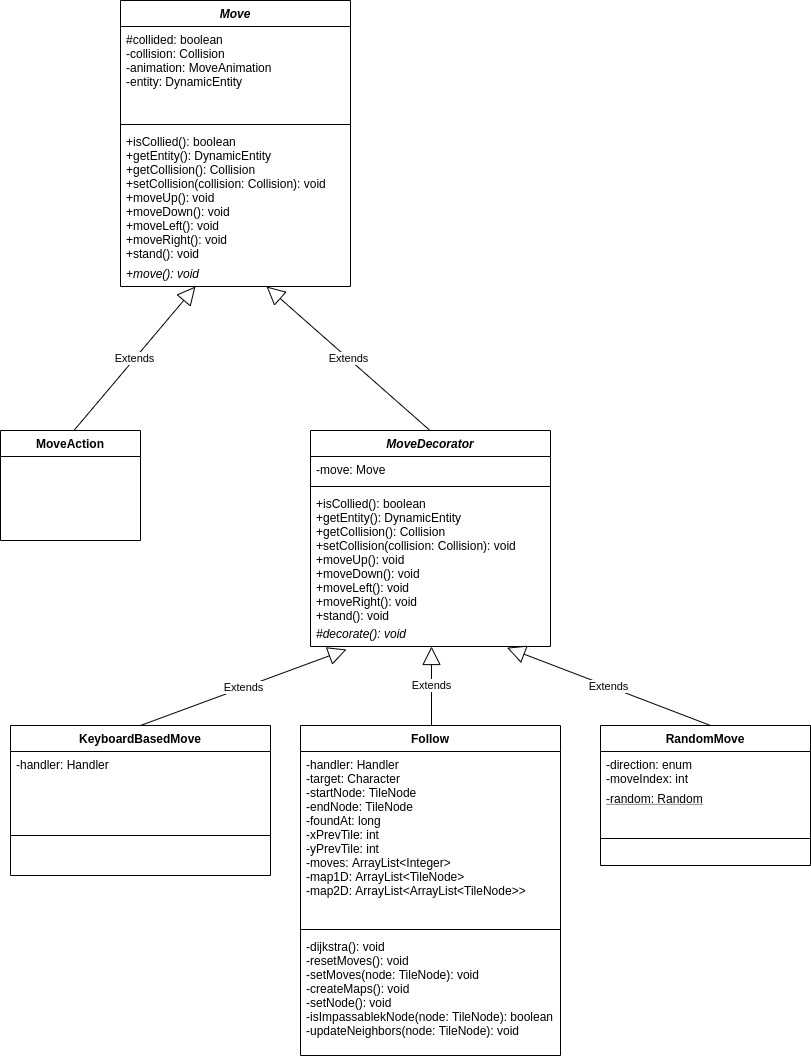 Move
#collided: boolean
-collision: Collision
-animation: MoveAnimation
-entity: DynamicEntity
+isCollied(): boolean
+getEntity(): DynamicEntity
+getCollision(): Collision
+setCollision(collision: Collision): void
+moveUp(): void
+moveDown(): void
+moveLeft(): void
+moveRight(): void
+stand(): void
+move(): void
Extends
Extends
MoveAction
MoveDecorator
-move: Move
+isCollied(): boolean
+getEntity(): DynamicEntity
+getCollision(): Collision
+setCollision(collision: Collision): void
+moveUp(): void
+moveDown(): void
+moveLeft(): void
+moveRight(): void
+stand(): void
#decorate(): void
Extends
Extends
Extends
KeyboardBasedMove
-handler: Handler
Follow
-handler: Handler
-target: Character
-startNode: TileNode
-endNode: TileNode
-foundAt: long
-xPrevTile: int
-yPrevTile: int
-moves: ArrayList<Integer>
-map1D: ArrayList<TileNode>
-map2D: ArrayList<ArrayList<TileNode>>
-dijkstra(): void
-resetMoves(): void
-setMoves(node: TileNode): void
-createMaps(): void
-setNode(): void
-isImpassablekNode(node: TileNode): boolean
-updateNeighbors(node: TileNode): void
RandomMove
-direction: enum
-moveIndex: int
-random: Random